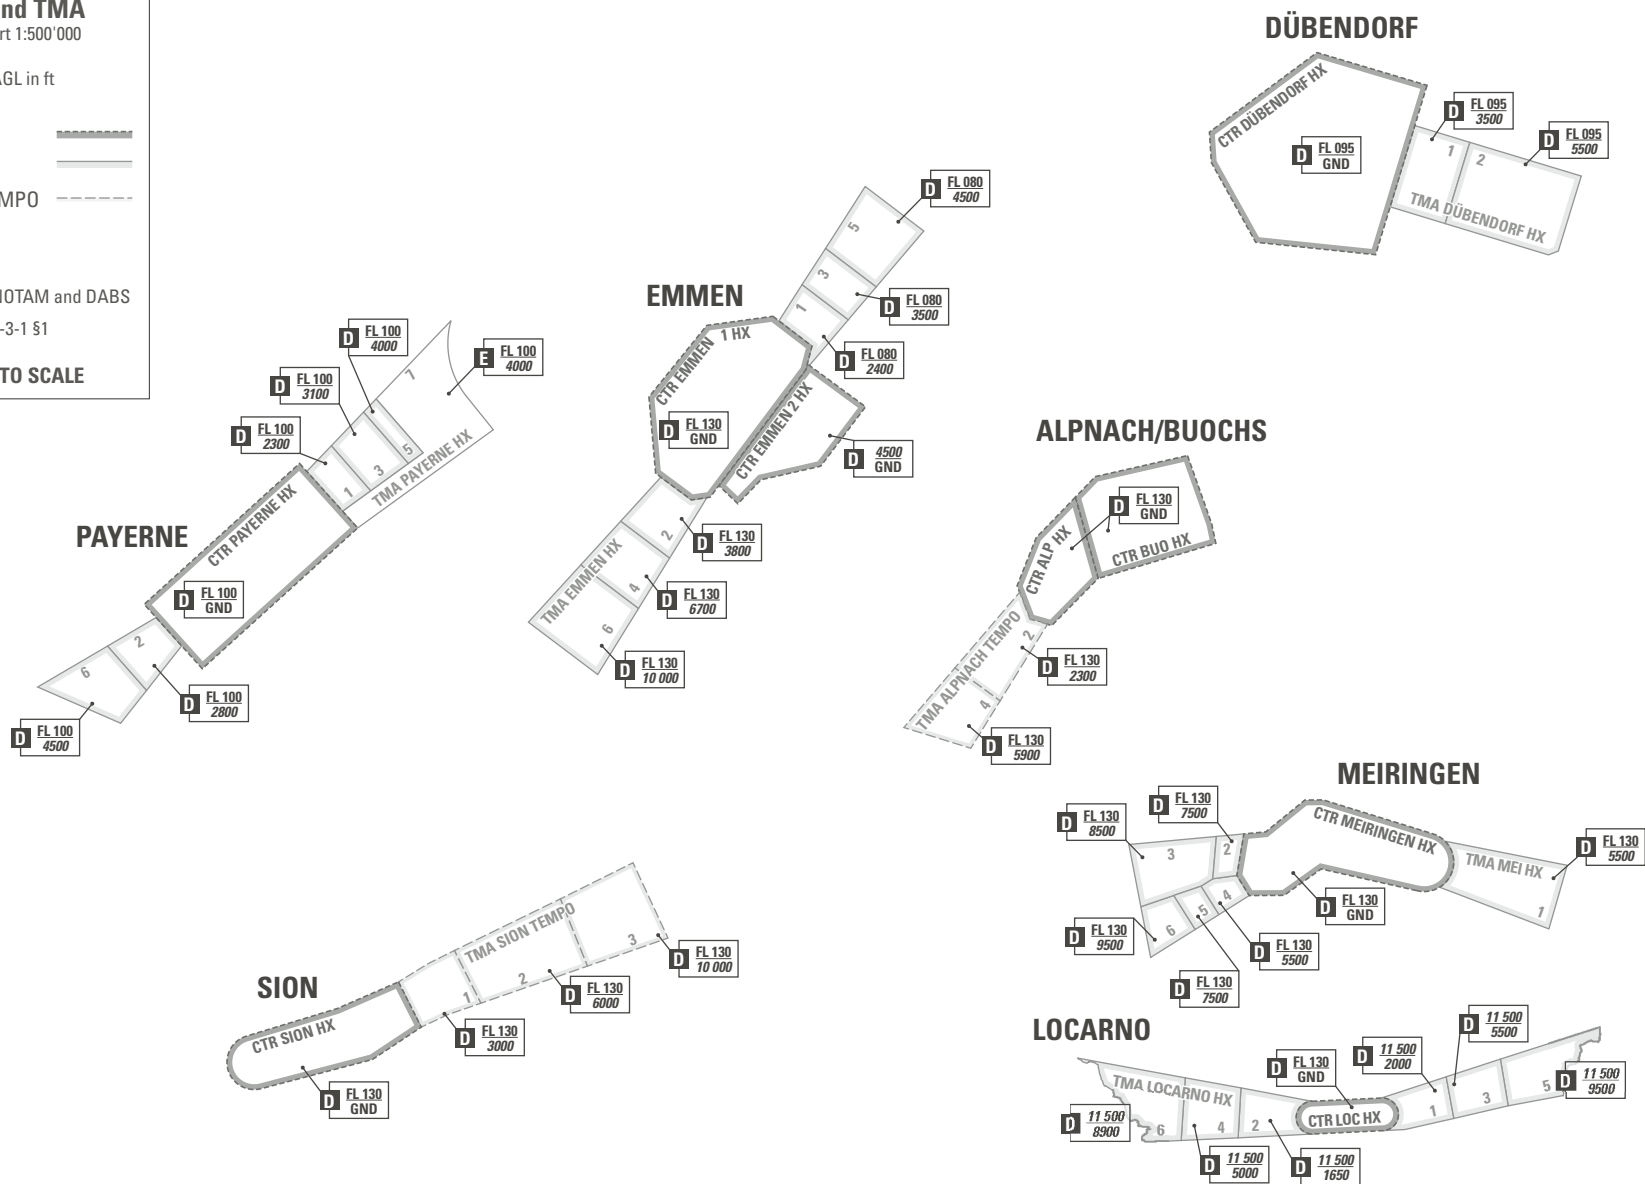 nd TMA
rt 1:500'000
AGL in ft
MPO
NOTAM and DABS
-3-1 §1
TO SCALE
DÜBENDORF
CTR DÜBENDORF HX
D FL 095
GND
D FL 095
3500
D FL 095
5500
1
2
TMA DÜBENDORF HX
EMMEN
D FL 080
4500
D FL 080
3500
D FL 080
2400
5
3
1
CTR EMMEN 1 HX
D FL 130
GND
CTR EMMEN 2 HX
D 4500
GND
2
D FL 130
3800
TMA EMMEN HX
4
D FL 130
6700
6
D FL 130
10 000
PAYERNE
D FL 100
4000
E FL 100
4000
D FL 100
3100
D FL 100
2300
7
5
3
1
TMA PAYERNE HX
CTR PAYERNE HX
D FL 100
GND
2
6
D FL 100
2800
D FL 100
4500
ALPNACH/BUOCHS
D FL 130
GND
CTR ALP HX
CTR BUO HX
TMA ALPNACH TEMPO
2
D FL 130
2300
4
D FL 130
5900
MEIRINGEN
D FL 130
7500
D FL 130
8500
CTR MEIRINGEN HX
TMA MEI HX
D FL 130
5500
3
2
4
5
6
1
D FL 130
GND
D FL 130
9500
D FL 130
5500
D FL 130
7500
SION
CTR SION HX
D FL 130
GND
TMA SION TEMPO
1
2
3
D FL 130
3000
D FL 130
6000
D FL 130
10 000
LOCARNO
D FL 130
GND
D 11 500
2000
D 11 500
5500
D 11 500
9500
TMA LOCARNO HX
CTR LOC HX
6
4
2
1
3
5
D 11 500
8900
D 11 500
5000
D 11 500
1650